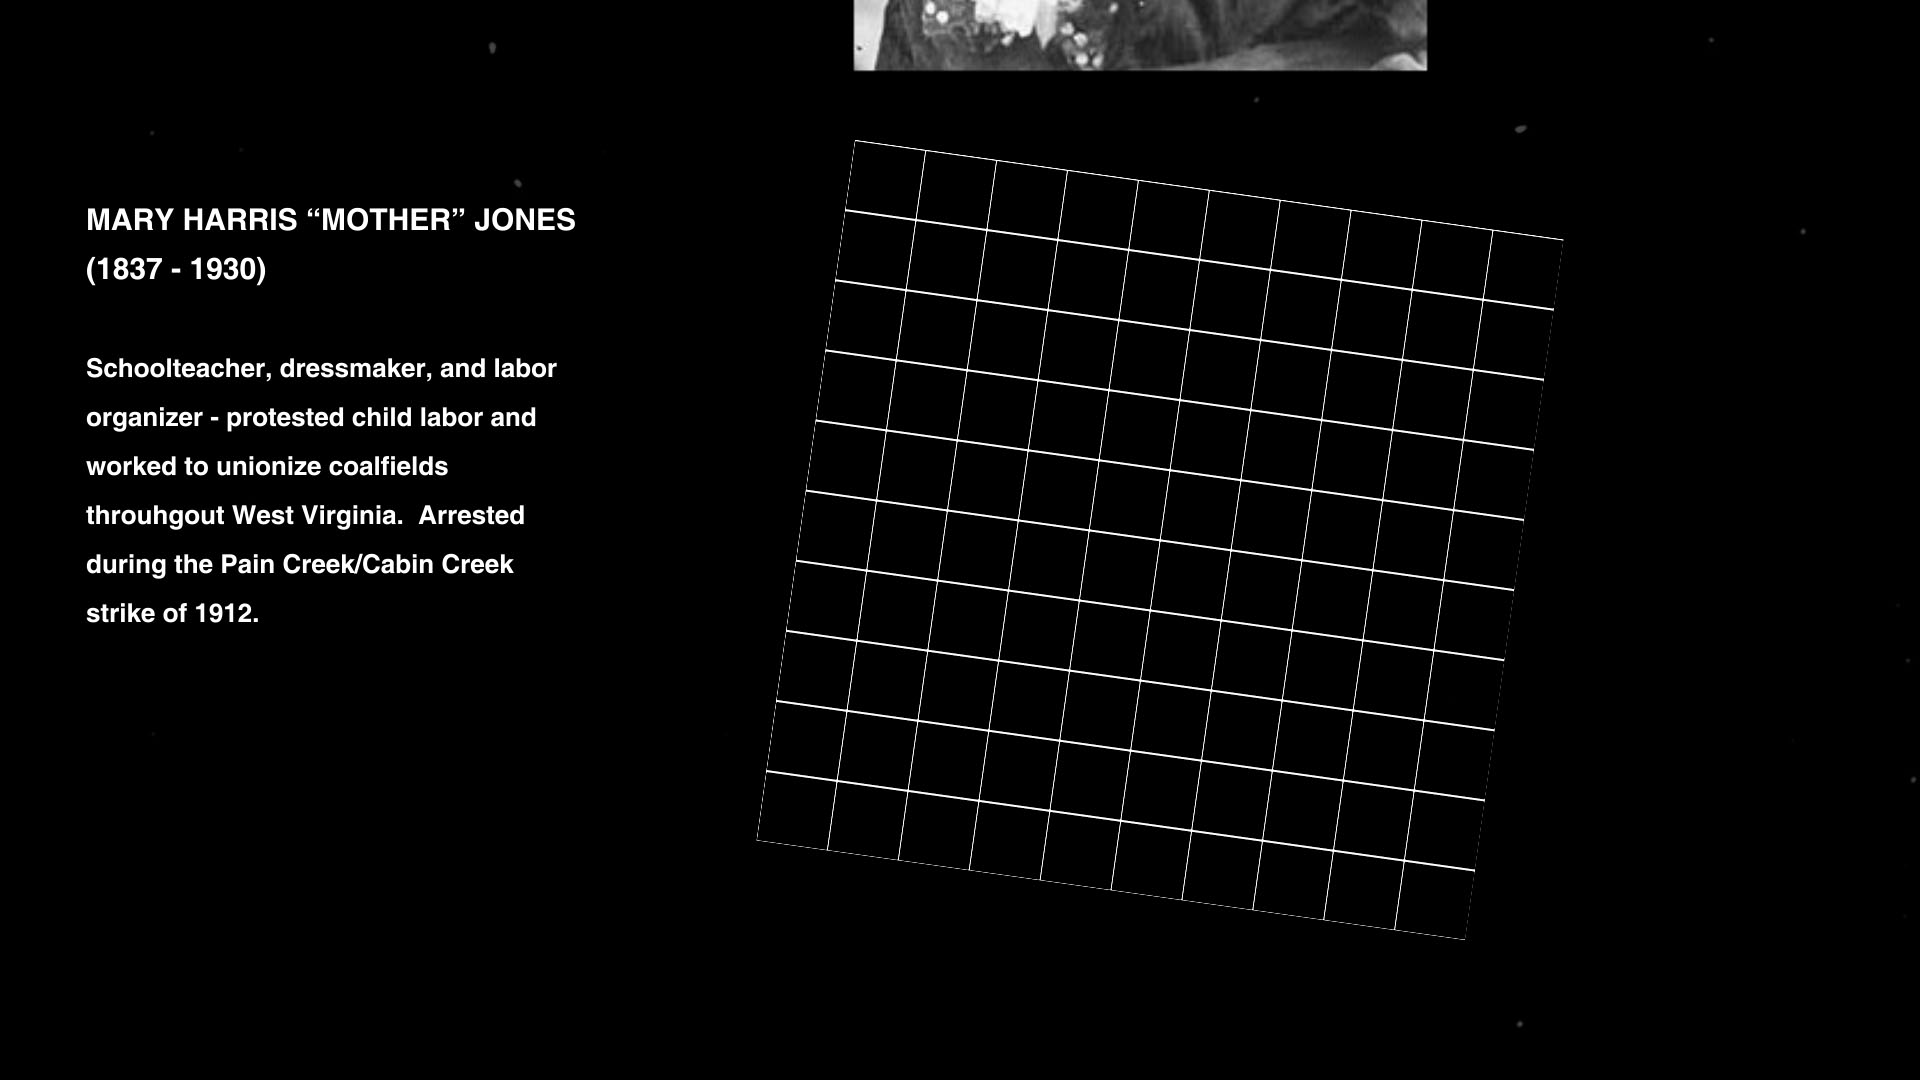 MARY HARRIS “MOTHER” JONES
(1837 - 1930)
Schoolteacher, dressmaker, and labor
organizer - protested child labor and
worked to unionize coalfields
throuhgout West Virginia.  Arrested
during the Pain Creek/Cabin Creek
strike of 1912.